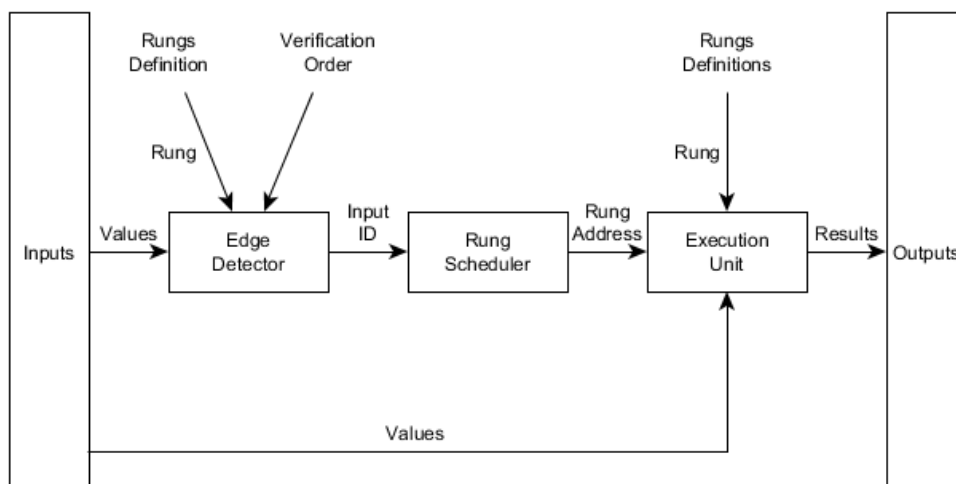 Rungs
Definition
Verification
Order
Rungs
Definitions
Rung
Rung
Inputs
Values
Edge
Detector
Input
ID
Rung
Scheduler
Rung
Address
Execution
Unit
Results
Outputs
Values